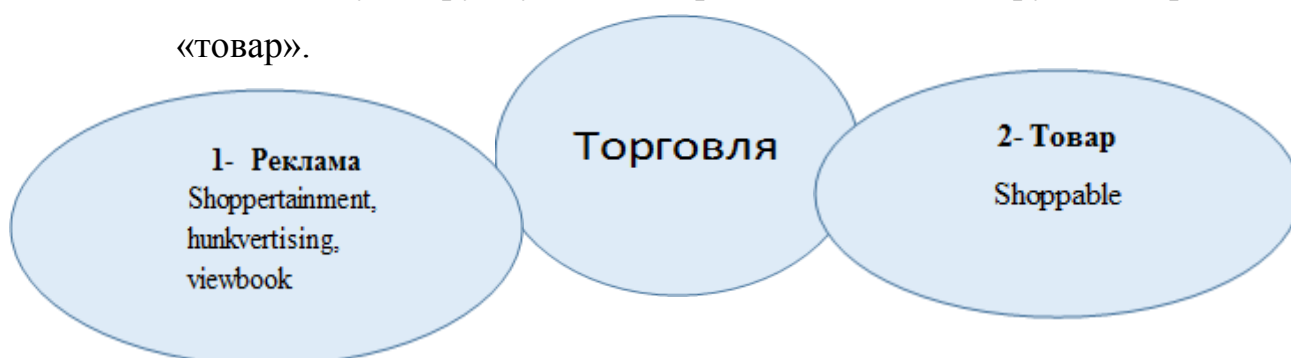 «товар».
Торговля
1- Реклама
Shoppertainment,
hunkvertising,
viewbook
2- Товар
Shoppable